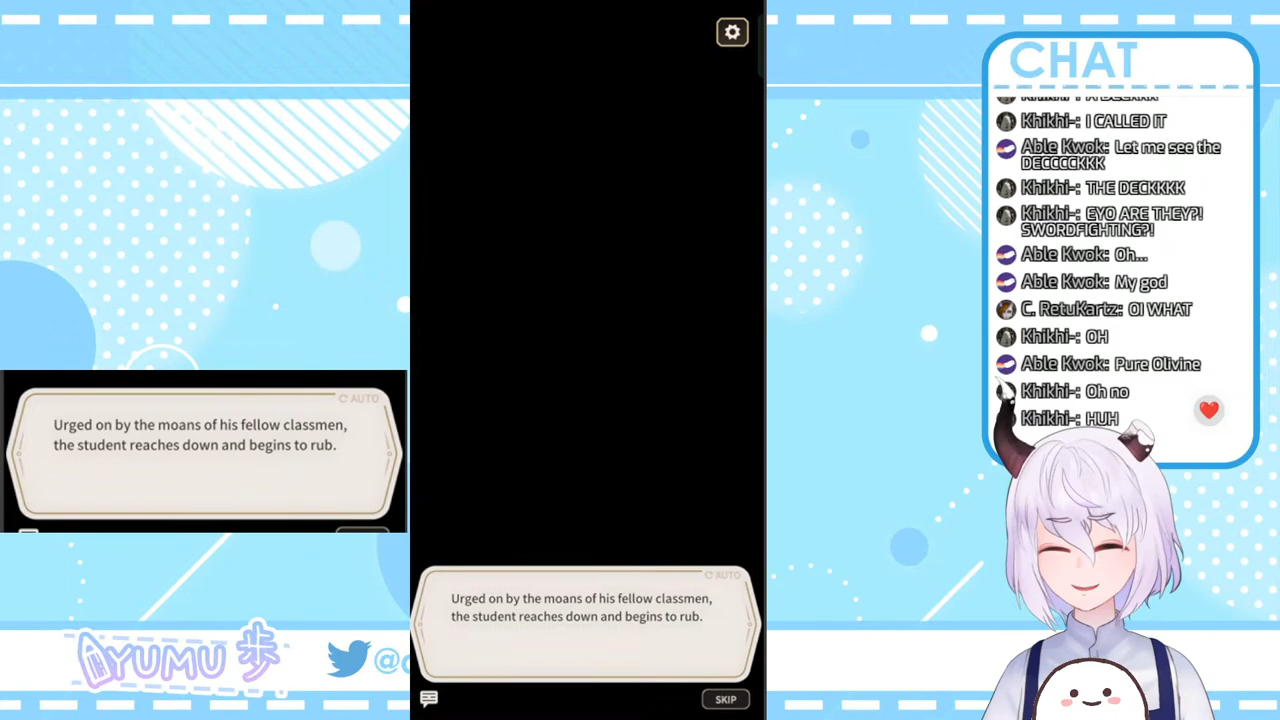 CHAT
Khikhi-: I CALLED IT
Able Kwok: Let me see the
DECCCCKKK
Khikhi-: THE DECKKKK
Khikhi-: EYO ARE THEY?!
SWORDFIGHTING?!
Able Kwok: Oh...
Able Kwok: My god
C. RetuKartz: OI WHAT
Khikhi-: OH
Able Kwok: Pure Olivine
Khikhi-: Oh no
Khikhi-: HUH
AUTO
Urged on by the moans of his fellow classmen,
the student reaches down and begins to rub.
AUTO
Urged on by the moans of his fellow classmen,
the student reaches down and begins to rub.
SKIP
AYUMU 歩